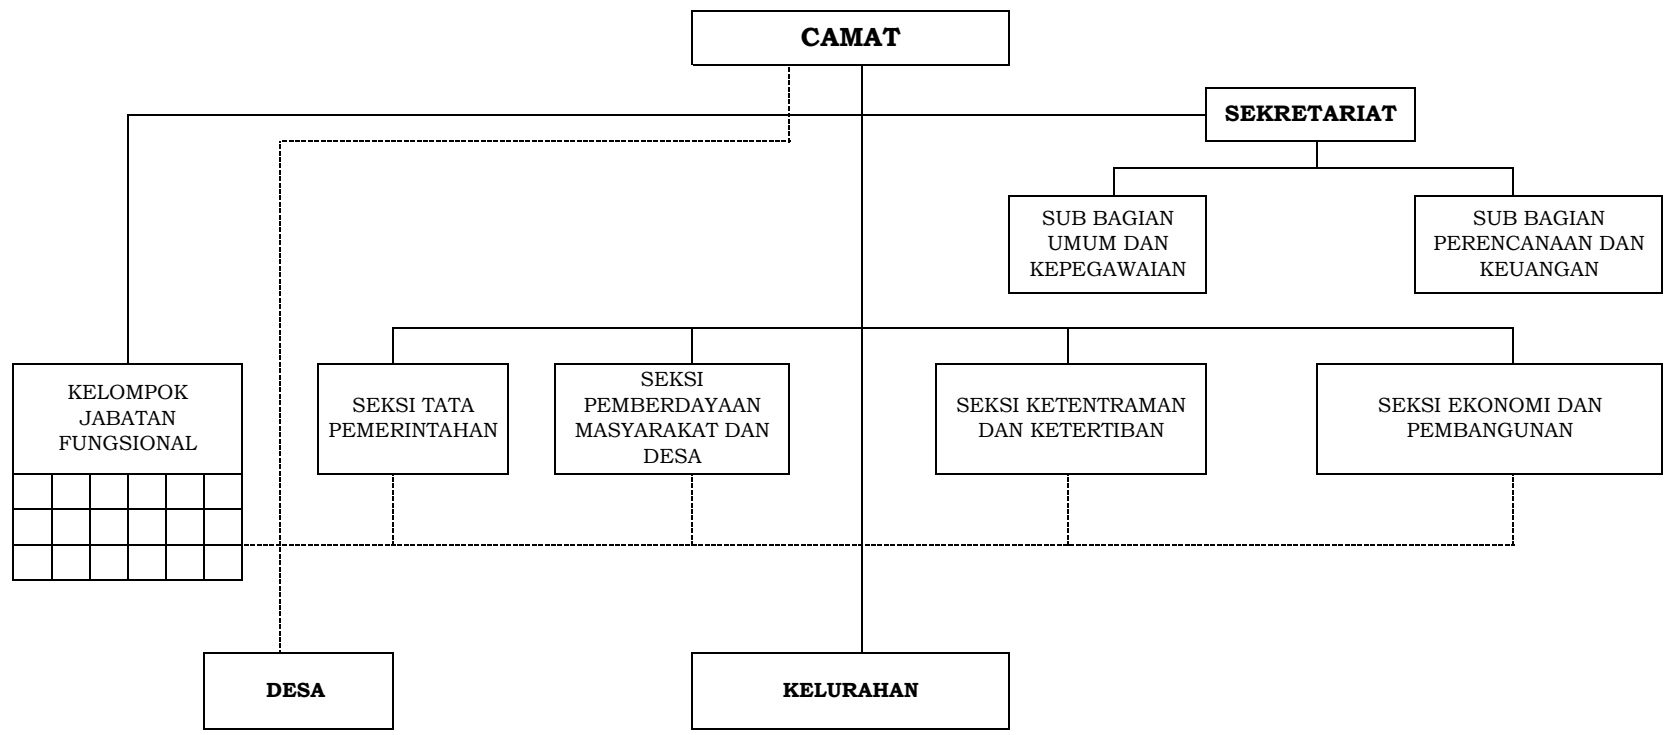 CAMAT
SEKRETARIAT
SUB BAGIAN
UMUM DAN
KEPEGAWAIAN
SUB BAGIAN
PERENCANAAN DAN
KEUANGAN
KELOMPOK
JABATAN
FUNGSIONAL
SEKSI TATA
PEMERINTAHAN
SEKSI
PEMBERDAYAAN
MASYARAKAT DAN
DESA
SEKSI KETENTRAMAN
DAN KETERTIBAN
SEKSI EKONOMI DAN
PEMBANGUNAN
DESA
KELURAHAN